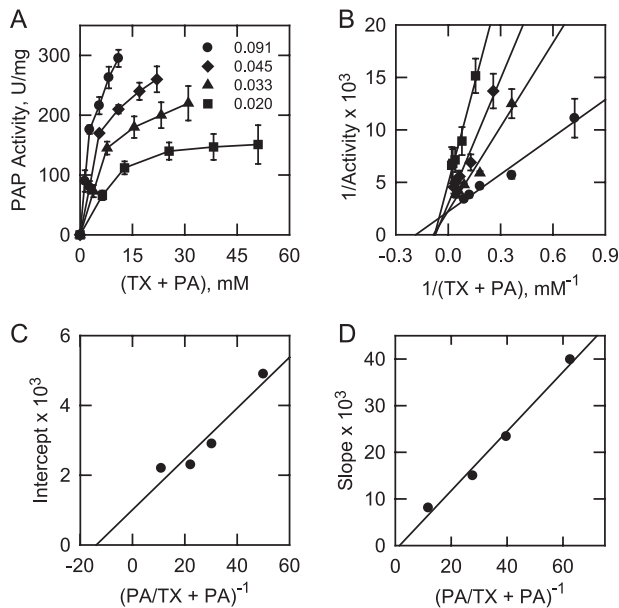 A
PAP Activity, U/mg
300
200
100
0
0.091
0.045
0.033
0.020
0 15 30 45 60
(TX + PA), mM
B
1/Activity x 10³
20
15
10
5
0
-0.3 0.0 0.3 0.6 0.9
1/(TX + PA), mM⁻¹
C
Intercept x 10³
6
4
2
0
-20 0 20 40 60
(PA/TX + PA)⁻¹
D
Slope x 10³
40
30
20
10
0
0 20 40 60
(PA/TX + PA)⁻¹